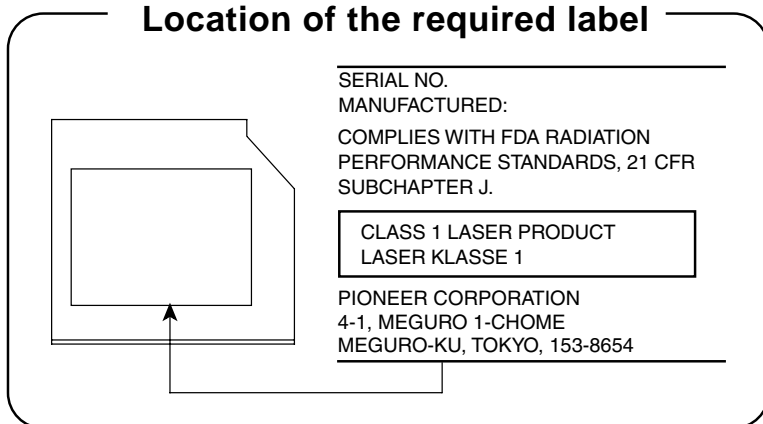 Location of the required label
SERIAL NO.
MANUFACTURED:
COMPLIES WITH FDA RADIATION
PERFORMANCE STANDARDS, 21 CFR
SUBCHAPTER J.
CLASS 1 LASER PRODUCT
LASER KLASSE 1
PIONEER CORPORATION
4-1, MEGURO 1-CHOME
MEGURO-KU, TOKYO, 153-8654